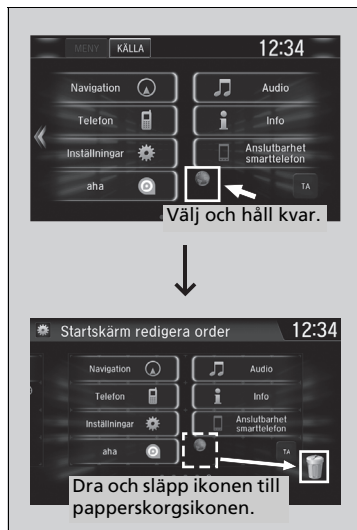 MENY
KÄLLA
12:34
Navigation
Audio
Telefon
Info
Inställningar
Anslutbarhet
smarttelefon
aha
TA
Välj och håll kvar.
Startskärm redigera order
12:34
Navigation
Audio
Telefon
Info
Inställningar
Anslutbarhet
smarttelefon
aha
TA
Dra och släpp ikonen till
papperskorgsikonen.